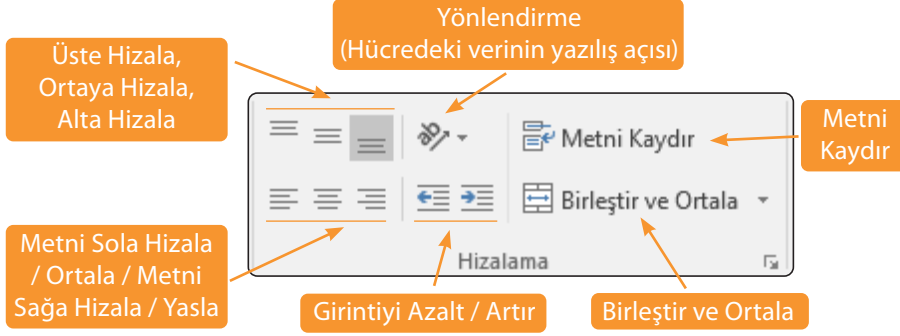 Yönlendirme
(Hücredeki verinin yazılış açısı)
Üste Hizala,
Ortaya Hizala,
Alta Hizala
ab
Metni Kaydır
Metni
Kaydır
Birleştir ve Ortala
Metni Sola Hizala
/ Ortala / Metni
Sağa Hizala / Yasla
Hizalama
Girintiyi Azalt / Artır
Birleştir ve Ortala